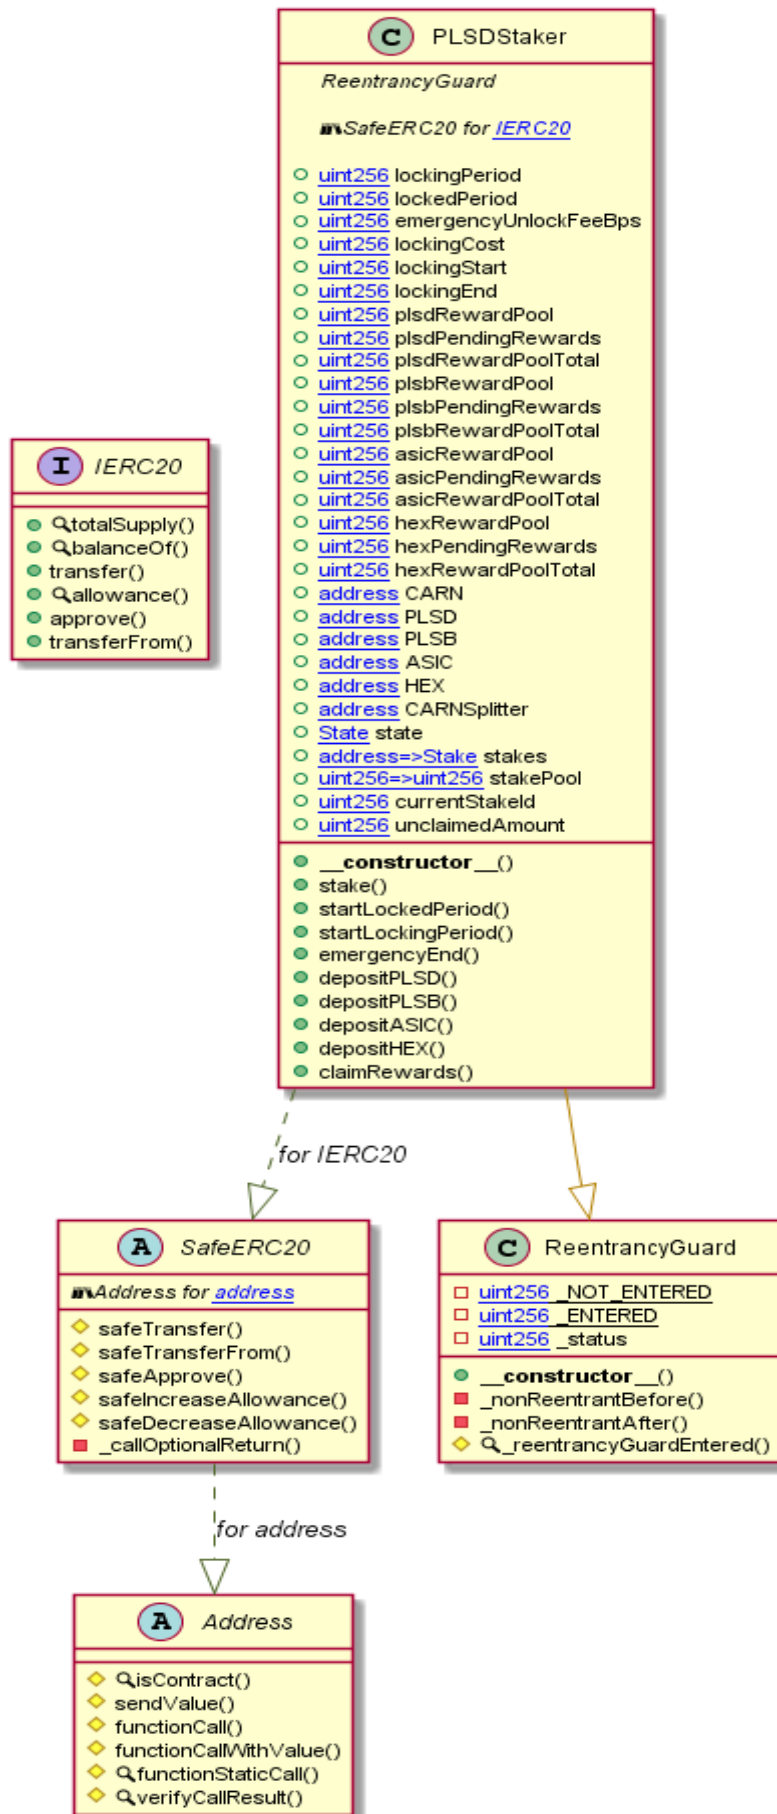 C PLSDStaker
ReentrancyGuard
SafeERC20 for IERC20
uint256 lockingPeriod
uint256 lockedPeriod
uint256 emergencyUnlockFeeBps
uint256 lockingCost
uint256 lockingStart
uint256 lockingEnd
uint256 plsdRewardPool
uint256 plsdPendingRewards
uint256 plsdRewardPoolTotal
uint256 plsbRewardPool
uint256 plsbPendingRewards
uint256 plsbRewardPoolTotal
uint256 asicRewardPool
uint256 asicPendingRewards
uint256 asicRewardPoolTotal
uint256 hexRewardPool
uint256 hexPendingRewards
uint256 hexRewardPoolTotal
address CARN
address PLSD
address PLSB
address ASIC
address HEX
address CARNSplitter
State state
address=>Stake stakes
uint256=>uint256 stakePool
uint256 currentStakeId
uint256 unclaimedAmount
__constructor__()
stake()
startLockedPeriod()
startLockingPeriod()
emergencyEnd()
depositPLSD()
depositPLSB()
depositASIC()
depositHEX()
claimRewards()
I IERC20
totalSupply()
balanceOf()
transfer()
allowance()
approve()
transferFrom()
for IERC20
A SafeERC20
Address for address
safeTransfer()
safeTransferFrom()
safeApprove()
safeIncreaseAllowance()
safeDecreaseAllowance()
_callOptionalReturn()
C ReentrancyGuard
uint256 _NOT_ENTERED
uint256 _ENTERED
uint256 _status
__constructor__()
_nonReentrantBefore()
_nonReentrantAfter()
_reentrancyGuardEntered()
for address
A Address
isContract()
sendValue()
functionCall()
functionCallWithValue()
functionStaticCall()
verifyCallResult()